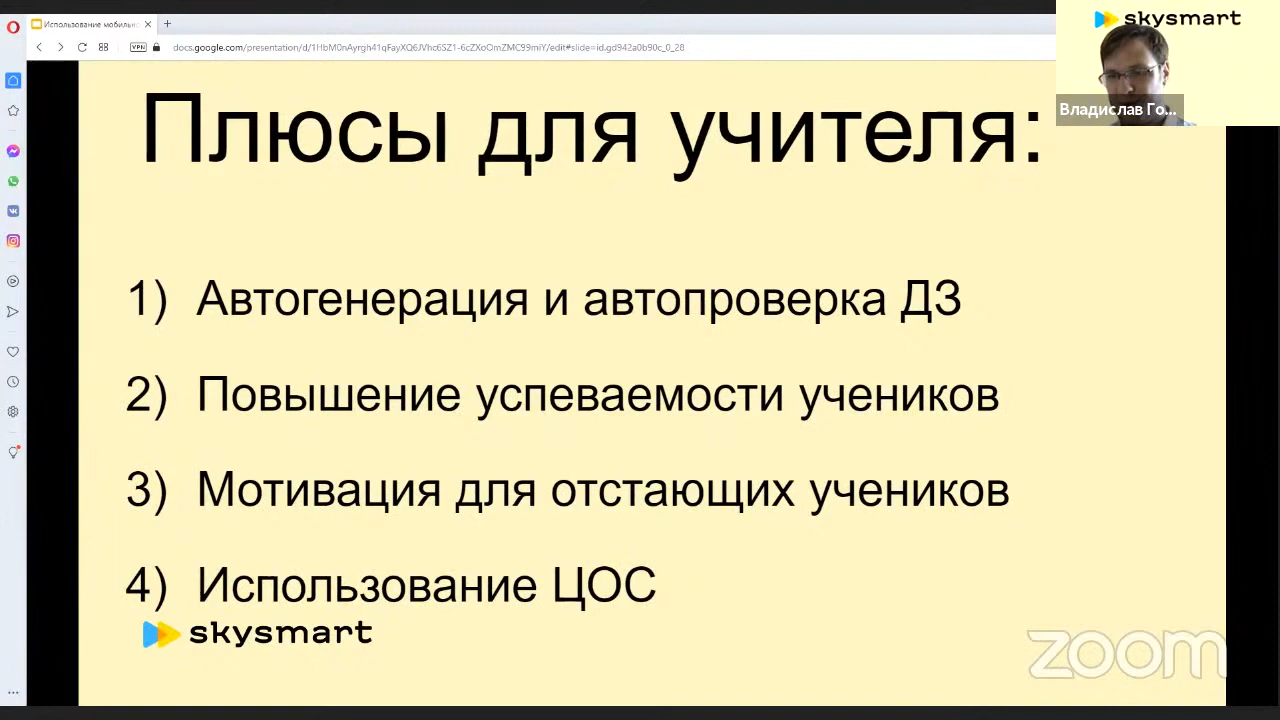 Использование мобильн
VPN
docs.google.com/presentation/d/1HbM0nAyrgh41qFayXQ6JVhc6SZ1-6cZXoOmZMC99miY/edit#slide=id.gd942a0b90c_0_28
skysmart
Владислав Го...
Плюсы для учителя:
1) Автогенерация и автопроверка ДЗ
2) Повышение успеваемости учеников
3) Мотивация для отстающих учеников
4) Использование ЦОС
skysmart
zoom